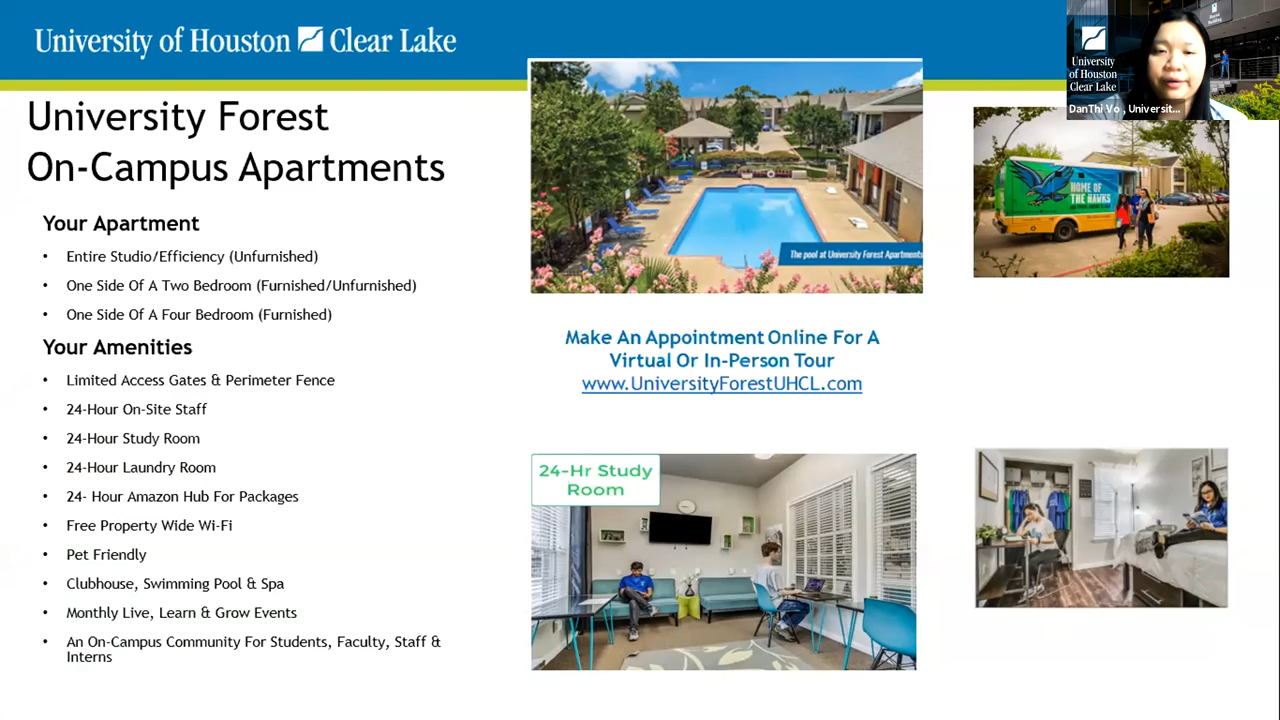 University of Houston Clear Lake
University Forest
On-Campus Apartments
Your Apartment
• Entire Studio/Efficiency (Unfurnished)
• One Side Of A Two Bedroom (Furnished/Unfurnished)
• One Side Of A Four Bedroom (Furnished)
Your Amenities
• Limited Access Gates & Perimeter Fence
• 24-Hour On-Site Staff
• 24-Hour Study Room
• 24-Hour Laundry Room
• 24- Hour Amazon Hub For Packages
• Free Property Wide Wi-Fi
• Pet Friendly
• Clubhouse, Swimming Pool & Spa
• Monthly Live, Learn & Grow Events
• An On-Campus Community For Students, Faculty, Staff &
Interns
The pool at University Forest Apartments
Make An Appointment Online For A
Virtual Or In-Person Tour
www.UniversityForestUHCL.com
24-Hr Study
Room
University
of Houston
Clear Lake
DanThi Vo , Universit...
HOME OF
THE HAWKS